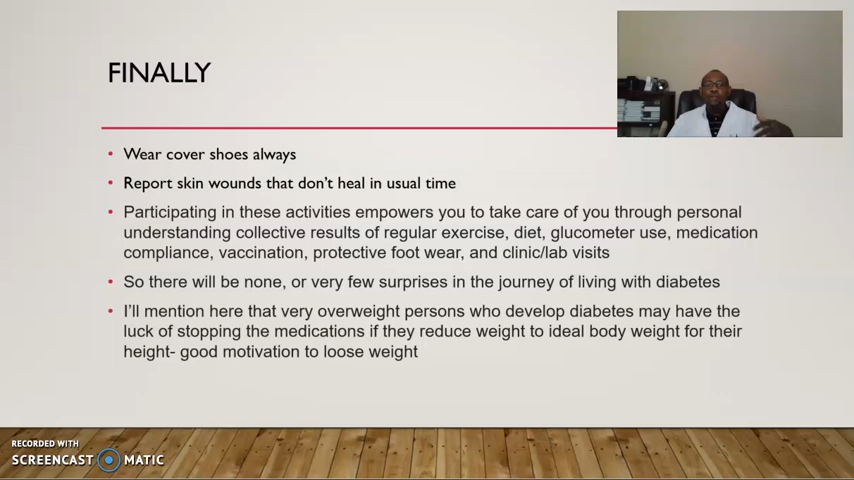 FINALLY
• Wear cover shoes always
• Report skin wounds that don't heal in usual time
• Participating in these activities empowers you to take care of you through personal
understanding collective results of regular exercise, diet, glucometer use, medication
compliance, vaccination, protective foot wear, and clinic/lab visits
• So there will be none, or very few surprises in the journey of living with diabetes
• I'll mention here that very overweight persons who develop diabetes may have the
luck of stopping the medications if they reduce weight to ideal body weight for their
height- good motivation to loose weight
RECORDED WITH
SCREENCAST MATIC